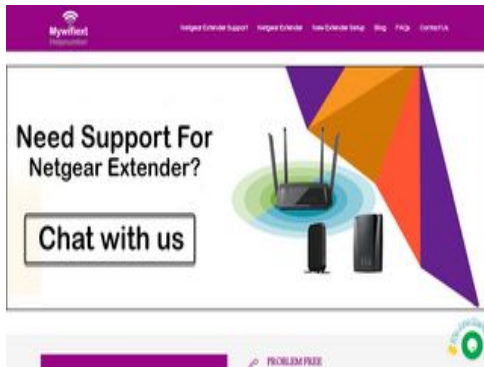 Mywifiext
Netgear Extender Support Netgear Extender New Extender Setup Blog FAQs Contact Us
Need Support For
Netgear Extender?
Chat with us
PROBLEM FREE